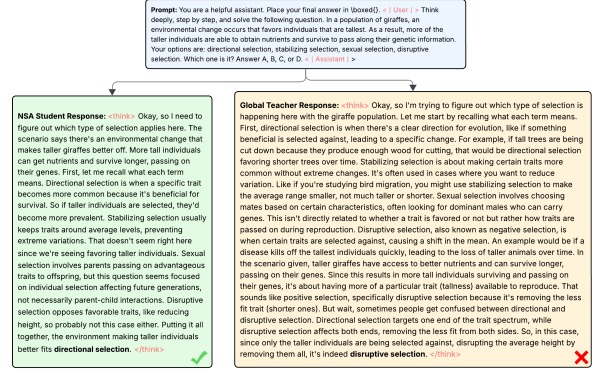 Prompt: You are a helpful assistant. Place your final answer in \boxed{}. < | User | > Think
deeply, step by step, and solve the following question. In a population of giraffes, an
environmental change occurs that favors individuals that are tallest. As a result, more of the
taller individuals are able to obtain nutrients and survive to pass along their genetic information.
Your options are: directional selection, stabilizing selection, sexual selection, disruptive
selection. Which one is it? Answer A, B, C, or D. < | Assistant | >
NSA Student Response: <think> Okay, so I need to
figure out which type of selection applies here. The
scenario says there's an environmental change that
makes taller giraffes better off. More tall individuals
can get nutrients and survive longer, passing on
their genes. First, let me recall what each term
means. Directional selection is when a specific trait
becomes more common because it's beneficial for
survival. So if taller individuals are selected, they'd
become more prevalent. Stabilizing selection usually
keeps traits around average levels, preventing
extreme variations. That doesn't seem right here
since we're seeing favoring taller individuals. Sexual
selection involves parents passing on advantageous
traits to offspring, but this question seems focused
on individual selection affecting future generations,
not necessarily parent-child interactions. Disruptive
selection opposes favorable traits, like reducing
height, so probably not this case either. Putting it all
together, the environment making taller individuals
better fits directional selection. </think>
Global Teacher Response: <think> Okay, so I'm trying to figure out which type of selection is
happening here with the giraffe population. Let me start by recalling what each term means.
First, directional selection is when there's a clear direction for evolution, like if something
beneficial is selected against, leading to a specific change. For example, if tall trees are being
cut down because they produce enough wood for cutting, that would be directional selection
favoring shorter trees over time. Stabilizing selection is about making certain traits more
common without extreme changes. It's often used in cases where you want to reduce
variation. Like if you're studying bird migration, you might use stabilizing selection to make
the average range smaller, not much taller or shorter. Sexual selection involves choosing
mates based on certain characteristics, often looking for dominant males who can carry
genes. This isn't directly related to whether a trait is favored or not but rather how traits are
passed on during reproduction. Disruptive selection, also known as negative selection, is
when certain traits are selected against, causing a shift in the mean. An example would be if a
disease kills off the tallest individuals quickly, leading to the loss of taller animals over time. In
the scenario given, taller giraffes have access to better nutrients and can survive longer,
passing on their genes. Since this results in more tall individuals surviving and passing on
their genes, it's about having more of a particular trait (tallness) available to reproduce. That
sounds like positive selection, specifically disruptive selection because it's removing the less
fit trait (shorter ones). But wait, sometimes people get confused between directional and
disruptive selection. Directional selection targets one end of the trait spectrum, while
disruptive selection affects both ends, removing the less fit from both sides. So, in this case,
since only the taller individuals are being selected against, disrupting the average height by
removing them all, it's indeed disruptive selection. </think>